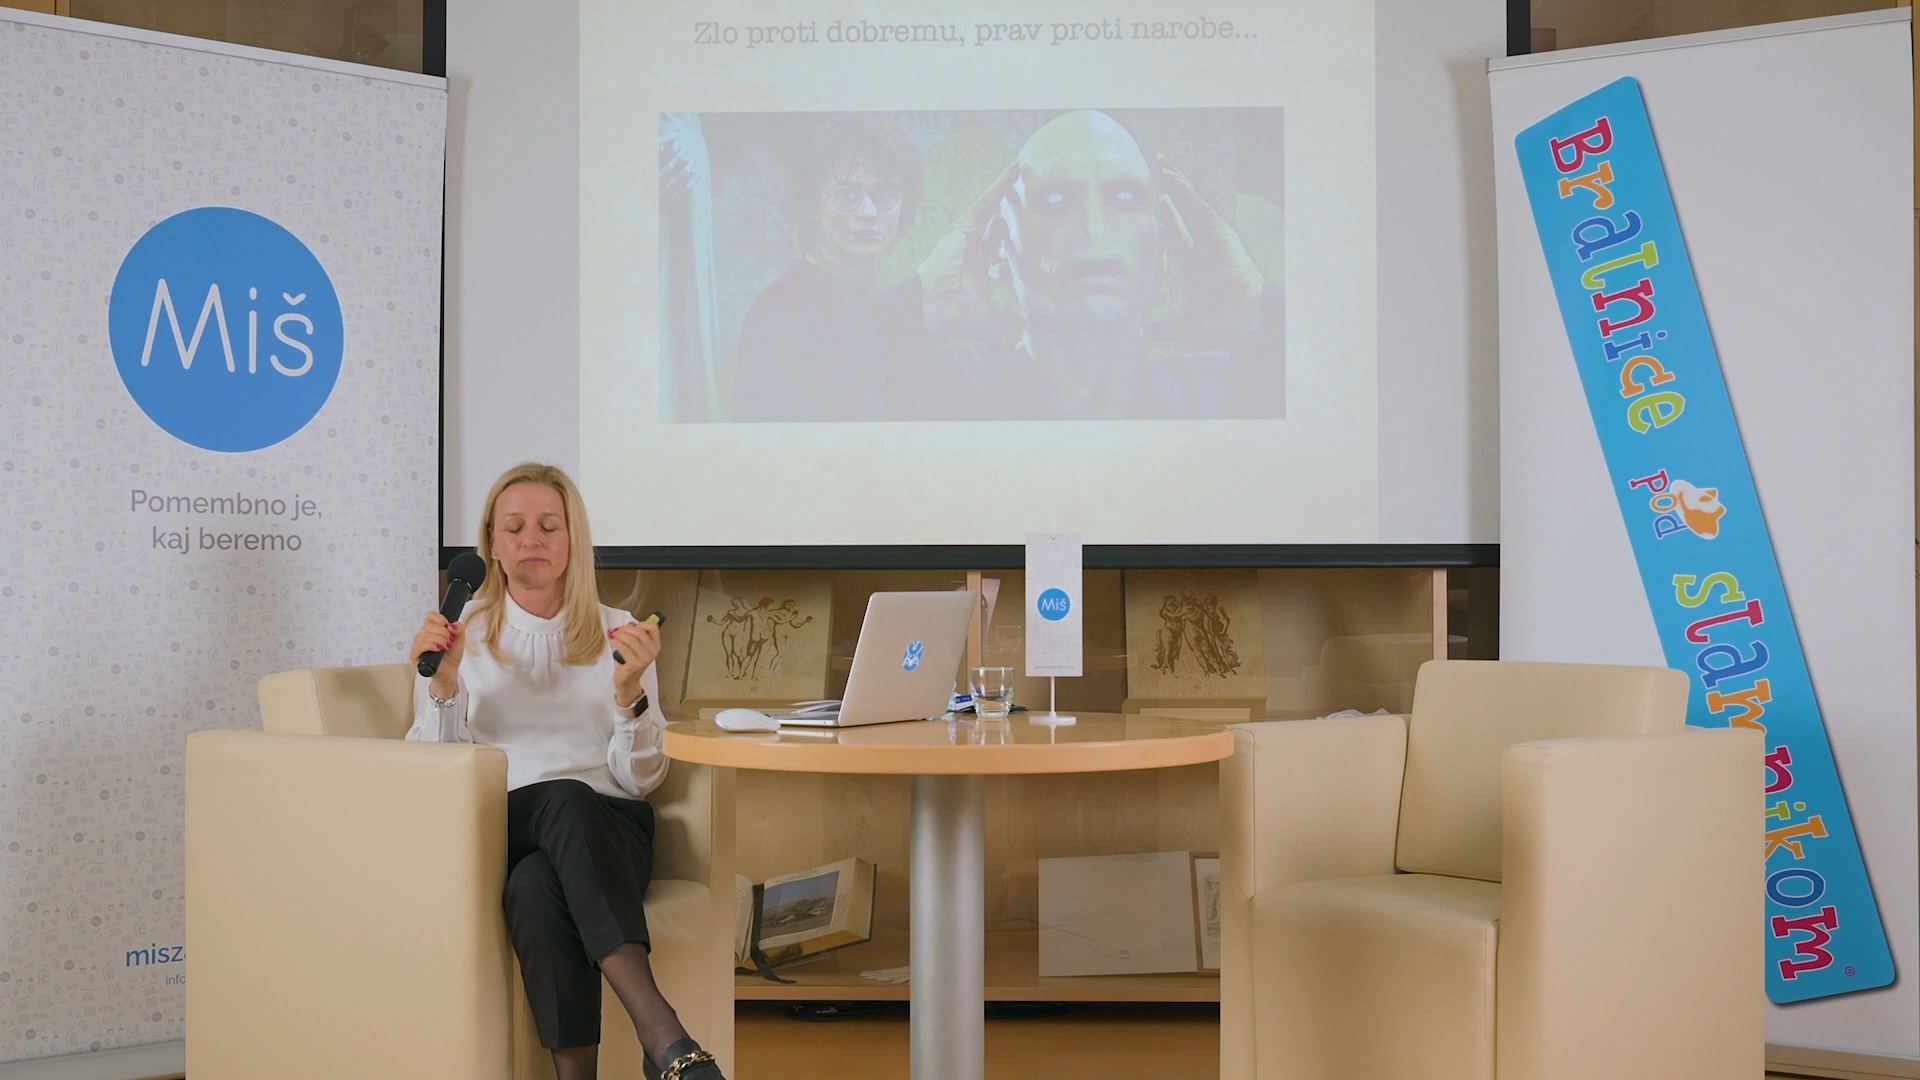 Zlo proti dobremu, prav proti narobe...
Miš
Pomembno je,
kaj beremo
Bralnice
pod
slamnikom
®
Miš